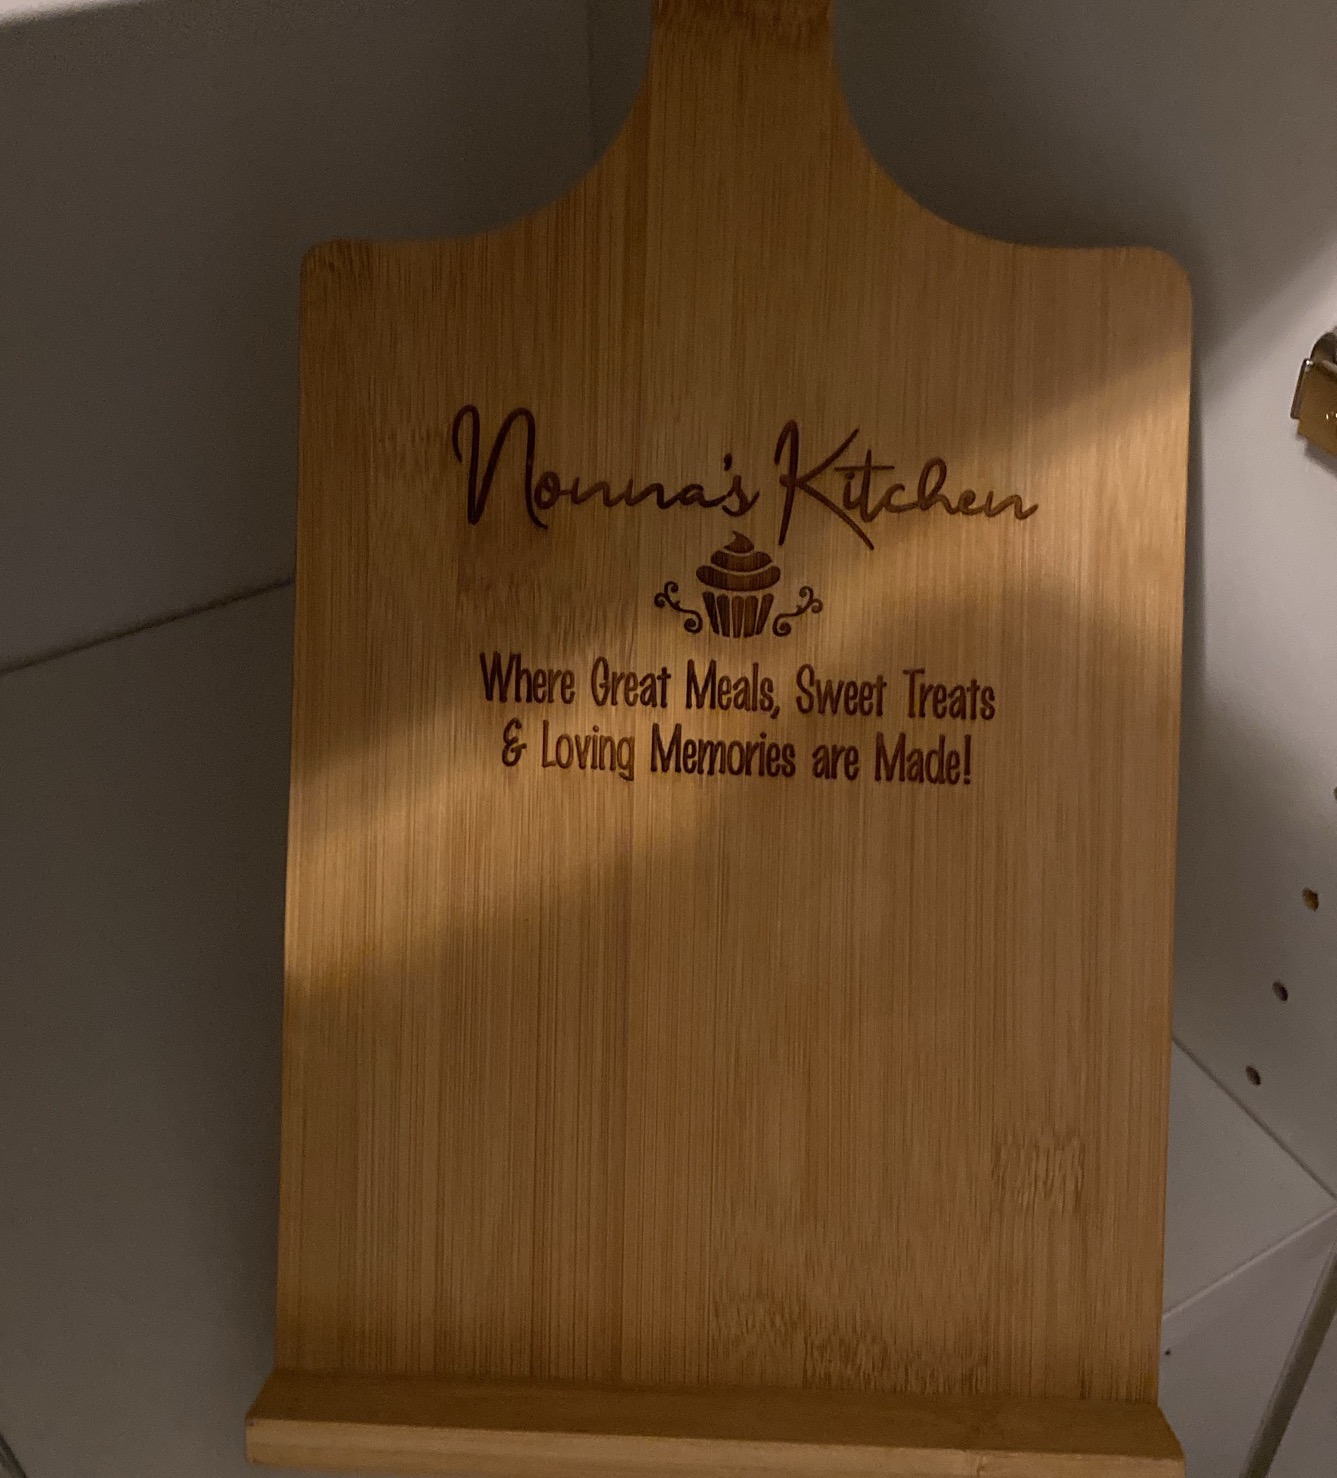 Nonna's Kitchen
Where Great Meals, Sweet Treats
& Loving Memories are Made!